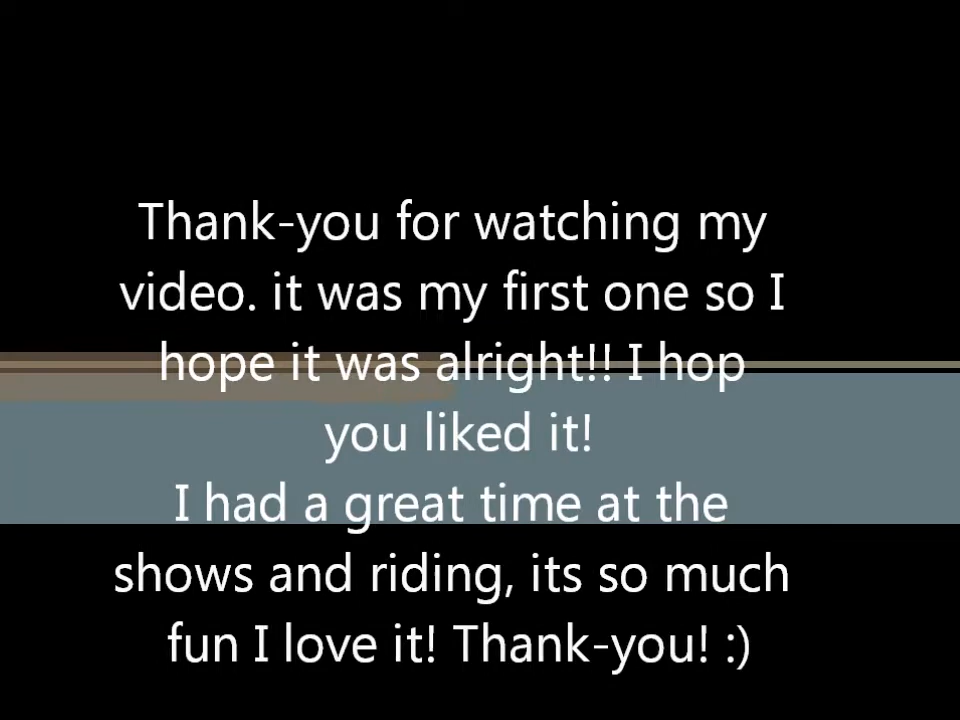 Thank-you for watching my
video. it was my first one so I
hope it was alright!! I hop
you liked it!
I had a great time at the
shows and riding, its so much
fun I love it! Thank-you! :)